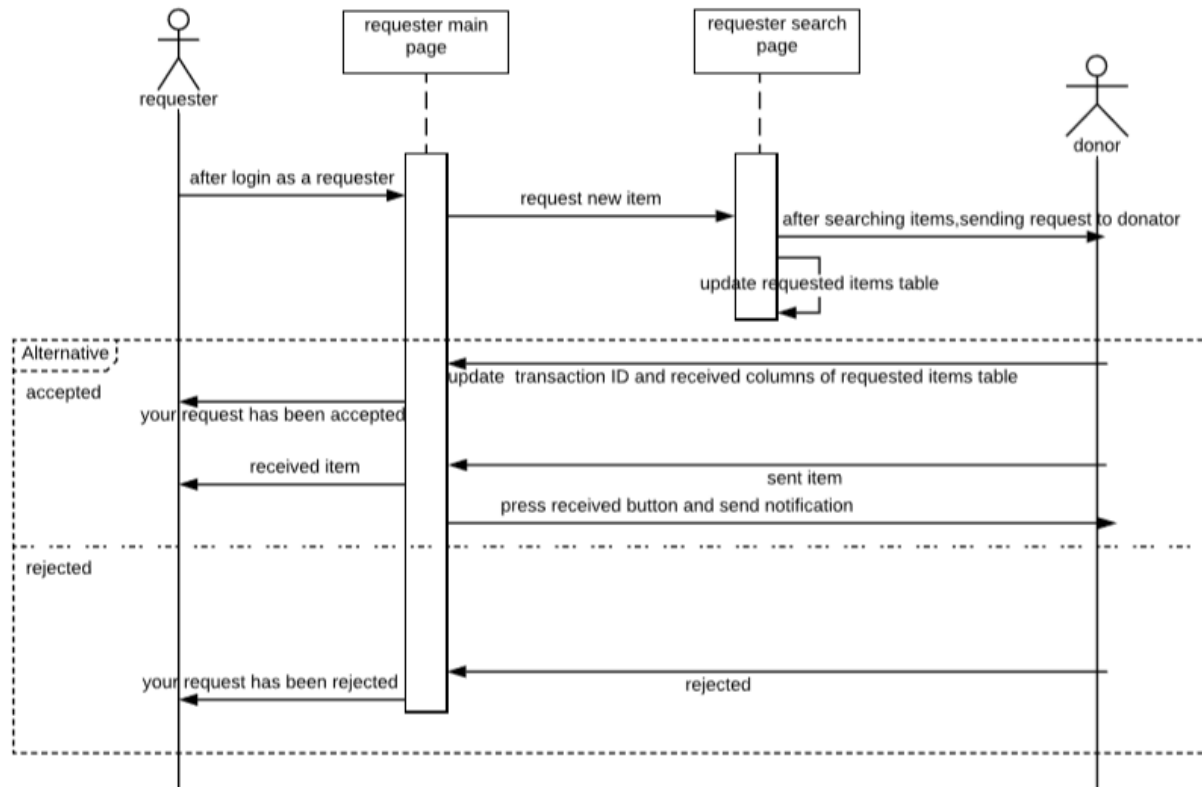 requester main
page
requester search
page
requester
donor
after login as a requester
request new item
after searching items,sending request to donator
update requested items table
Alternative
accepted
update  transaction ID and received columns of requested items table
your request has been accepted
received item
sent item
press received button and send notification
rejected
your request has been rejected
rejected